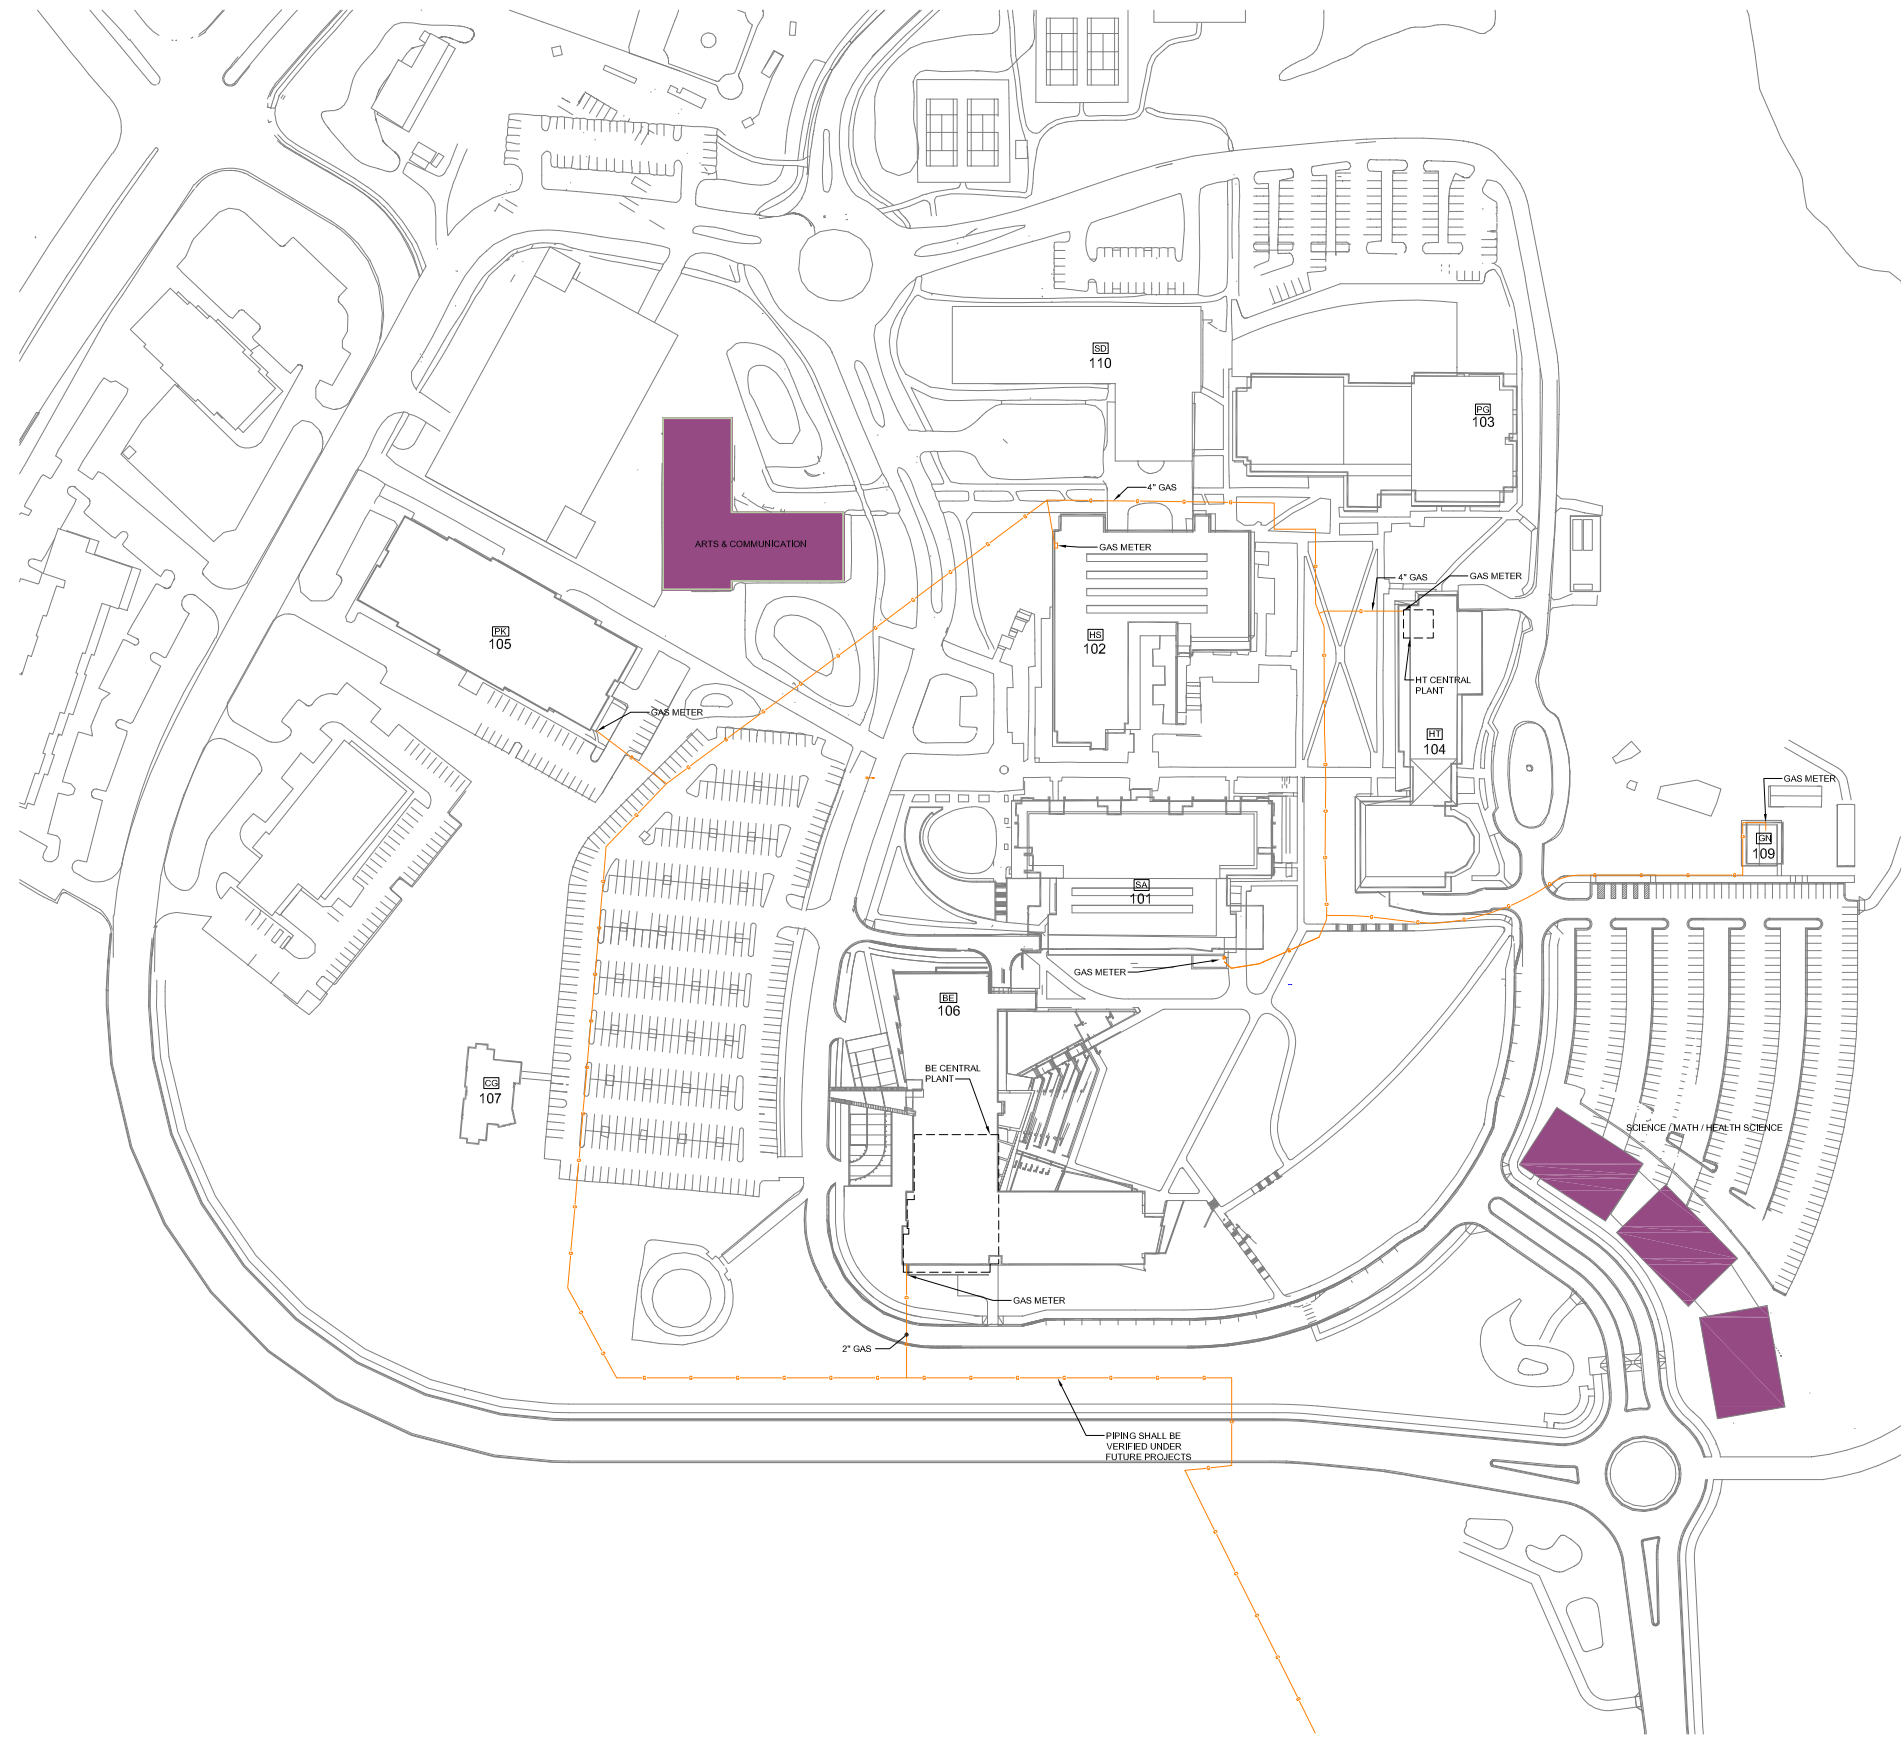 SD
110
PG
103
4" GAS
GAS METER
ARTS & COMMUNICATION
4" GAS
GAS METER
PK
105
HS
102
HT CENTRAL
PLANT
GAS METER
HT
104
GAS METER
GN
109
SA
101
GAS METER
BE
106
BE CENTRAL
PLANT
CG
107
SCIENCE / MATH / HEALTH SCIENCE
GAS METER
2" GAS
PIPING SHALL BE
VERIFIED UNDER
FUTURE PROJECTS